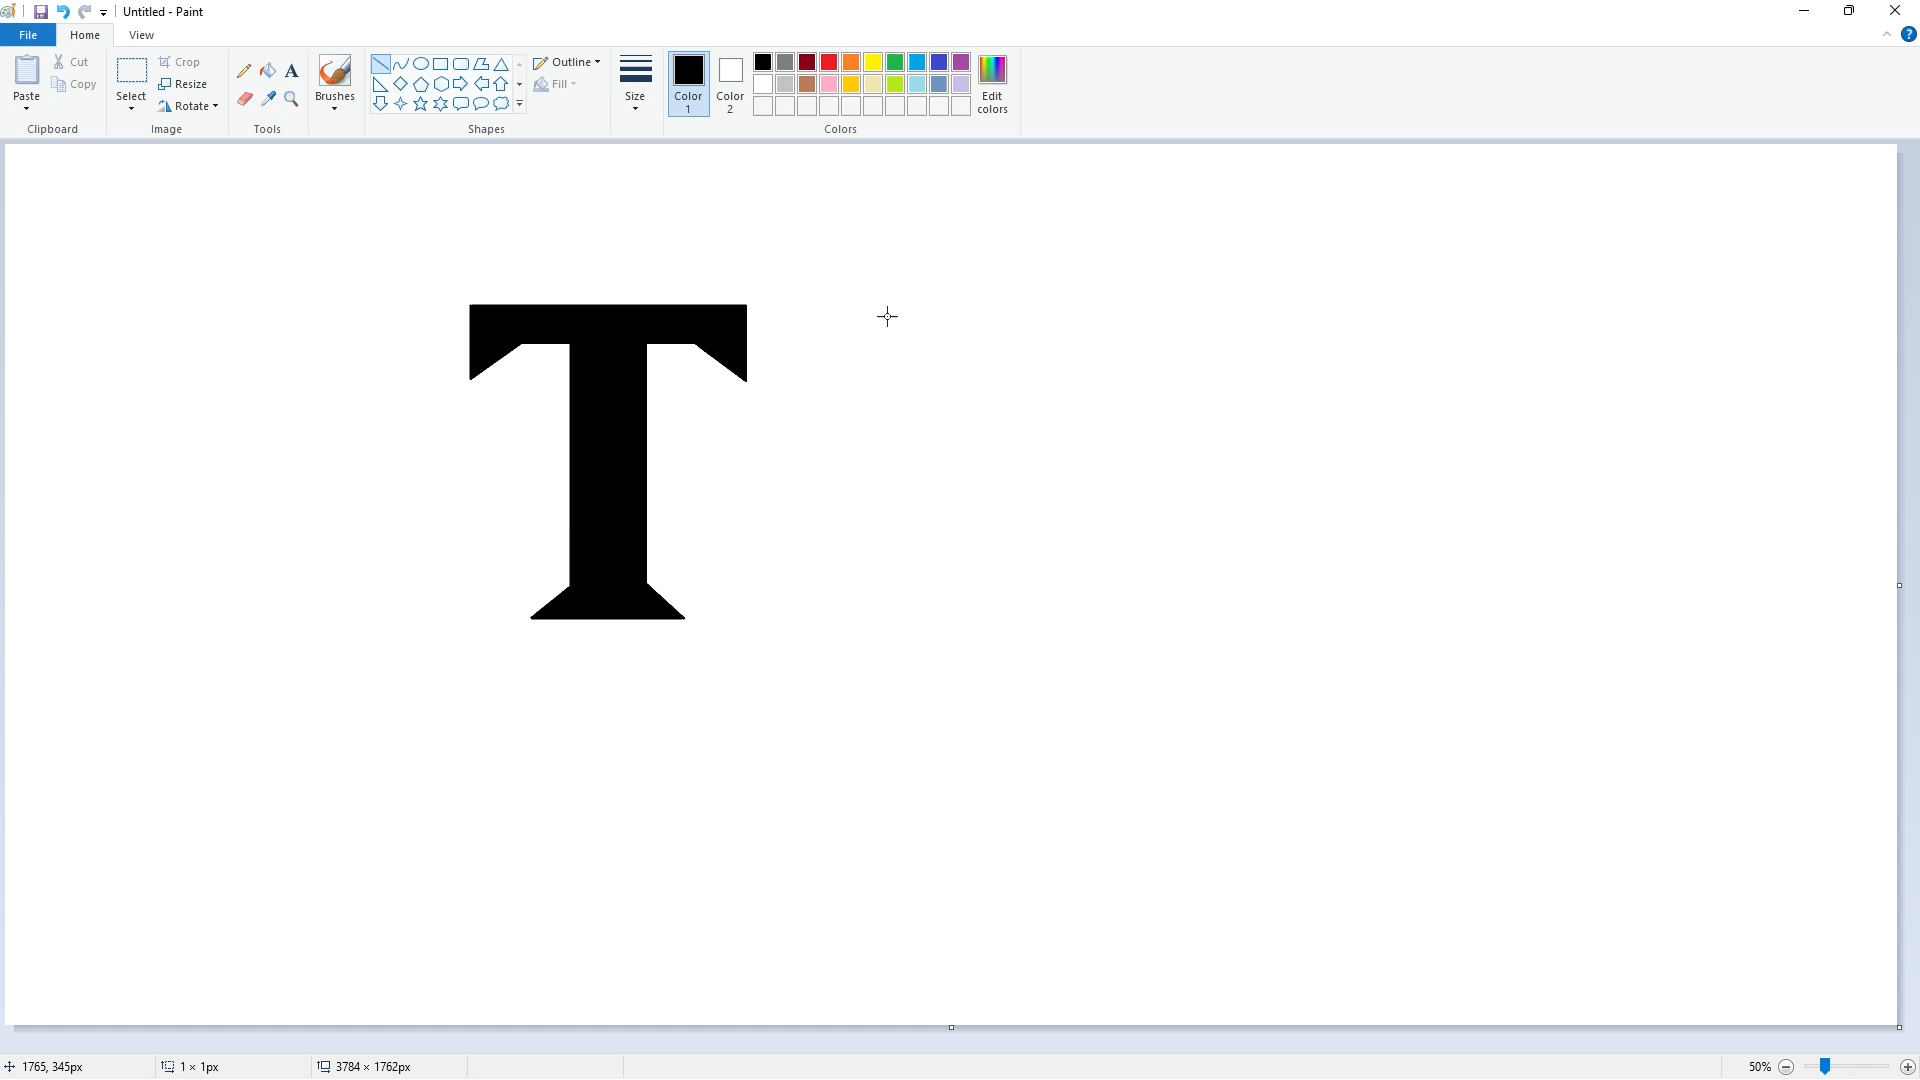 Untitled - Paint
File Home View
Paste Cut Copy Clipboard
Select Crop Resize Rotate Image
A
Tools
Brushes
Outline Fill Shapes
Size
Color 1 Color 2 Edit colors Colors
?
T
1765, 345px 1 × 1px 3784 × 1762px 50%